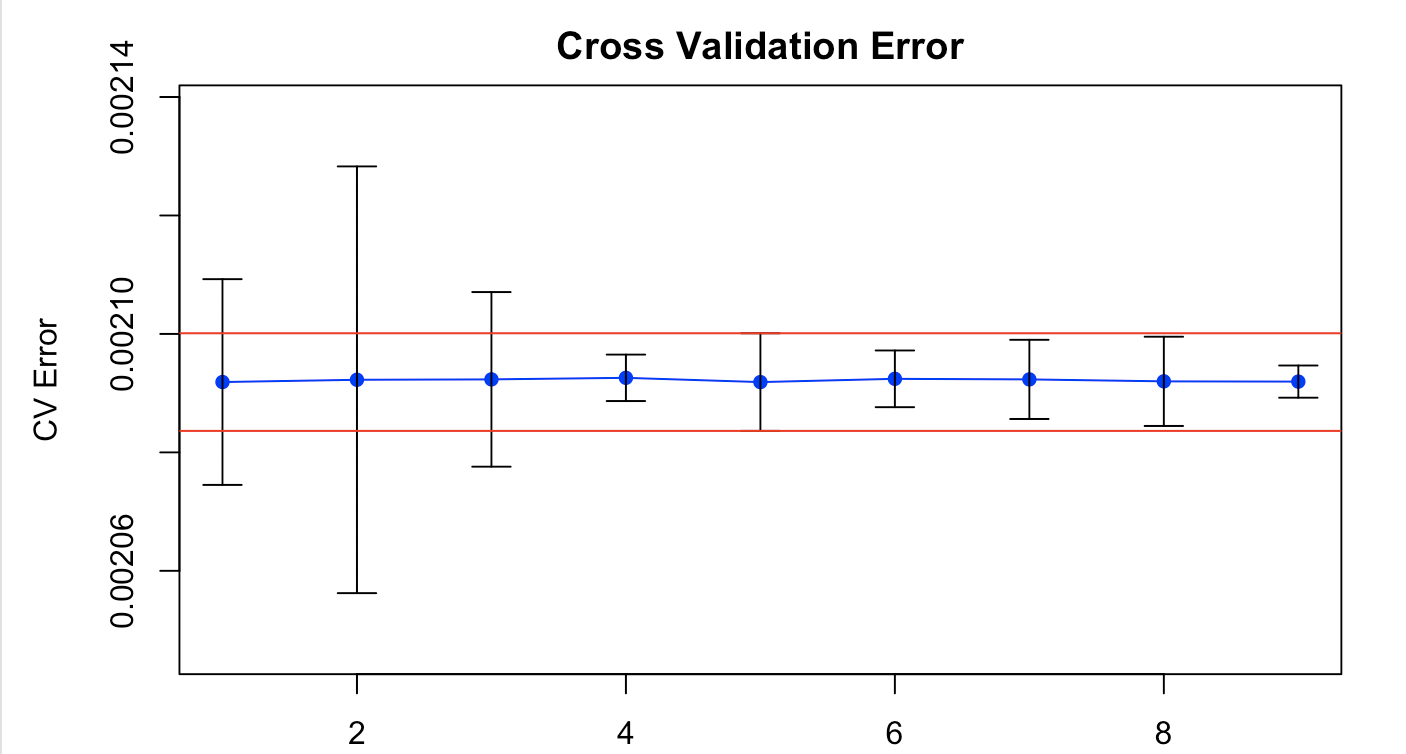 Cross Validation Error
0.00214
0.00210
0.00206
CV Error
2 4 6 8